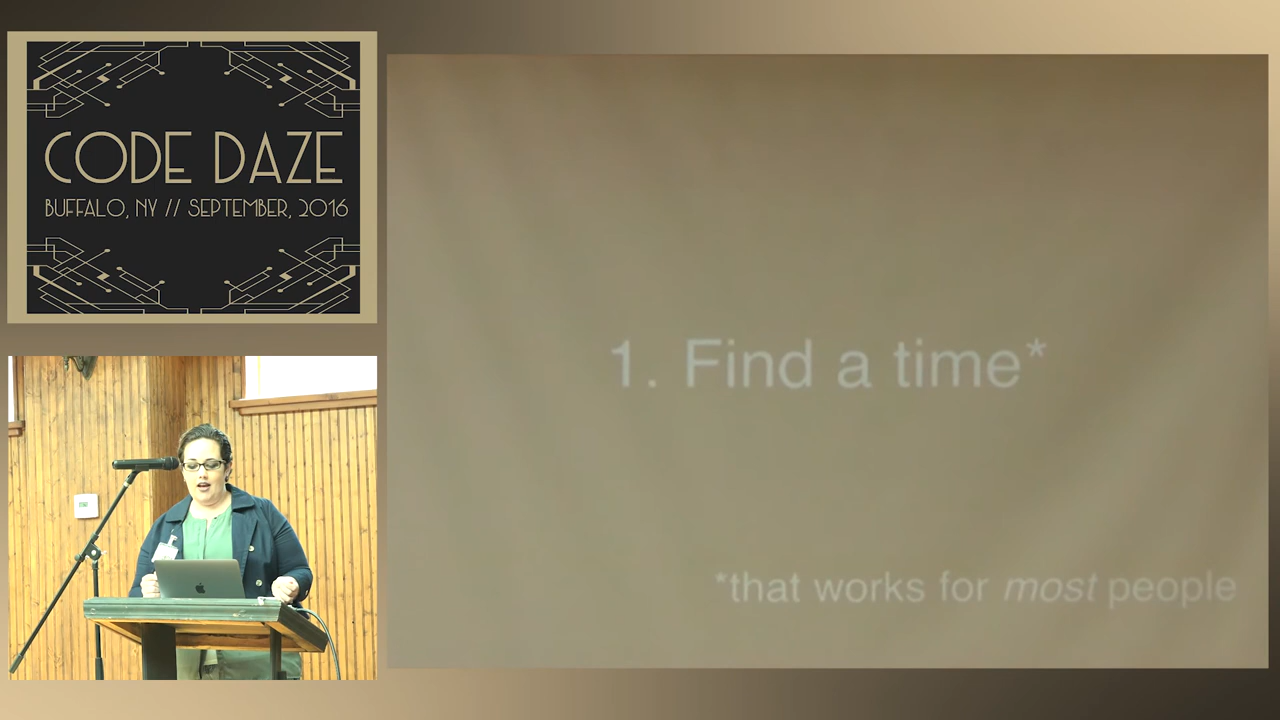 CODE DAZE
BUFFALO, NY // SEPTEMBER, 2016
1. Find a time*
*that works for most people